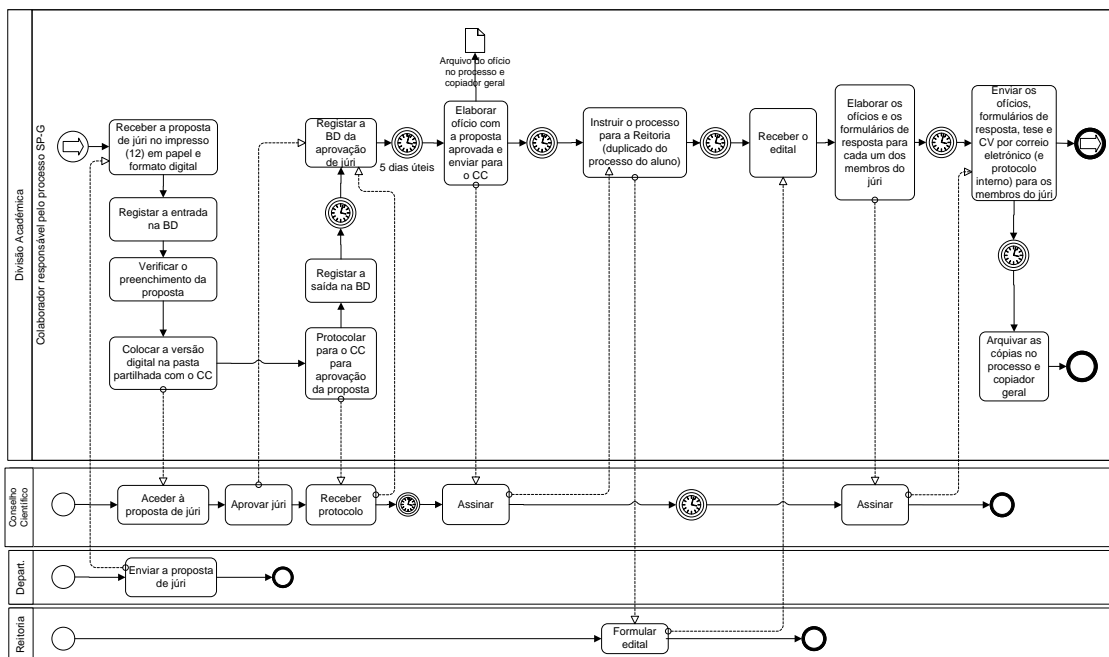 Divisão Académica
Colaborador responsável pelo processo SP-G
Receber a proposta
de júri no impresso
(12) em papel e
formato digital
Registar a entrada
na BD
Verificar o
preenchimento da
proposta
Colocar a versão
digital na pasta
partilhada com o CC
Registar a
BD da
aprovação
de júri
Registar a
saída na BD
Protocolar
para o CC
para
aprovação
da proposta
5 dias úteis
Arquivo do ofício
no processo e
copiador geral
Elaborar
ofício com
a proposta
aprovada e
enviar para
o CC
Instruir o processo
para a Reitoria
(duplicado do
processo do aluno)
Receber o
edital
Elaborar os
ofícios e os
formulários de
resposta para
cada um dos
membros do
júri
Enviar os
ofícios,
formulários de
resposta, tese e
CV por correio
eletrónico (e
protocolo
interno) para os
membros do júri
Arquivar as
cópias no
processo e
copiador
geral
Conselho
Científico
Aceder à
proposta de júri
Aprovar júri
Receber
protocolo
Assinar
Assinar
Depart.
Enviar a proposta
de júri
Reitoria
Formular
edital